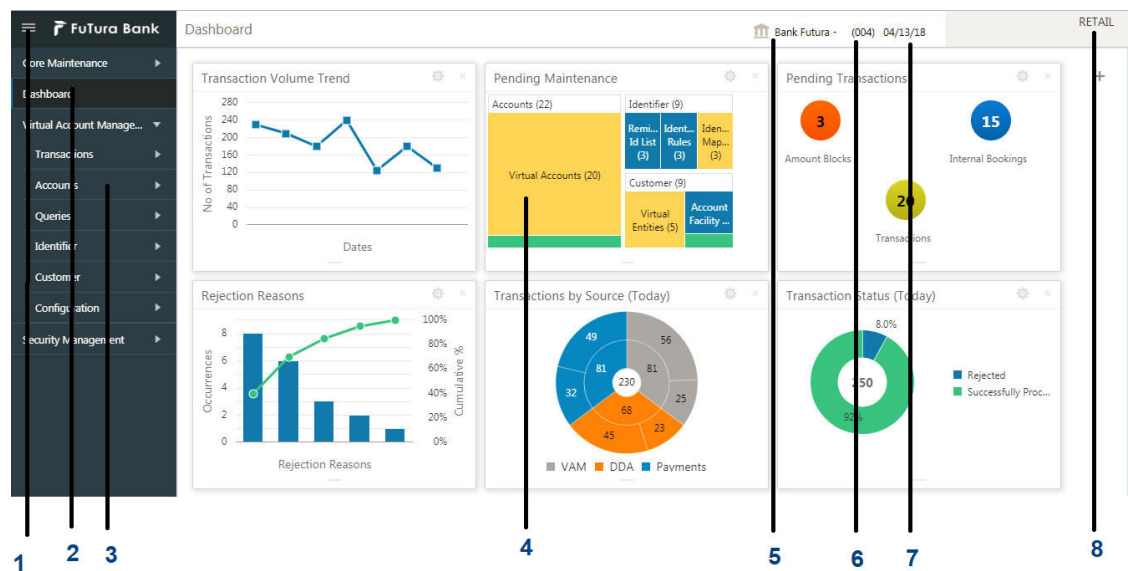 FuTura Bank
Dashboard
Bank Futura - (004) 04/13/18
RETAIL
Core Maintenance
Dashboard
Virtual Account Manage...
Transactions
Accounts
Queries
Identifier
Customer
Configuration
Security Management
Transaction Volume Trend
280
240
200
160
120
80
40
0
No of Transactions
Dates
Pending Maintenance
Accounts (22)
Virtual Accounts (20)
Identifier (9)
Remi... Id List (3)
Ident... Rules (3)
Iden... Map... (3)
Customer (9)
Virtual Entities (5)
Account Facility ...
Pending Transactions
3
Amount Blocks
15
Internal Bookings
20
Transactions
Rejection Reasons
8
6
4
2
0
Occurrences
100%
80%
60%
40%
20%
0%
Cumulative %
Rejection Reasons
Transactions by Source (Today)
49
56
81
81
32
230
25
68
45
23
VAM DDA Payments
Transaction Status (Today)
8.0%
250
92%
Rejected
Successfully Proc...
1
2
3
4
5
6
7
8